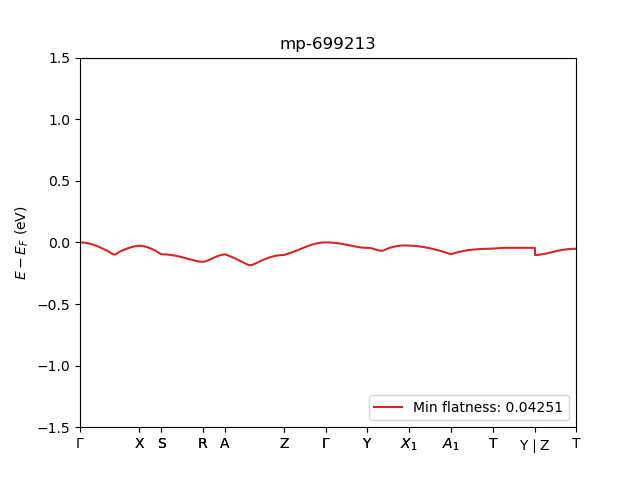 mp-699213
E − E_F (eV)
1.5
1.0
0.5
0.0
−0.5
−1.0
−1.5
Min flatness: 0.04251
Γ X S R A Z Γ Y X₁ A₁ T Y | Z T